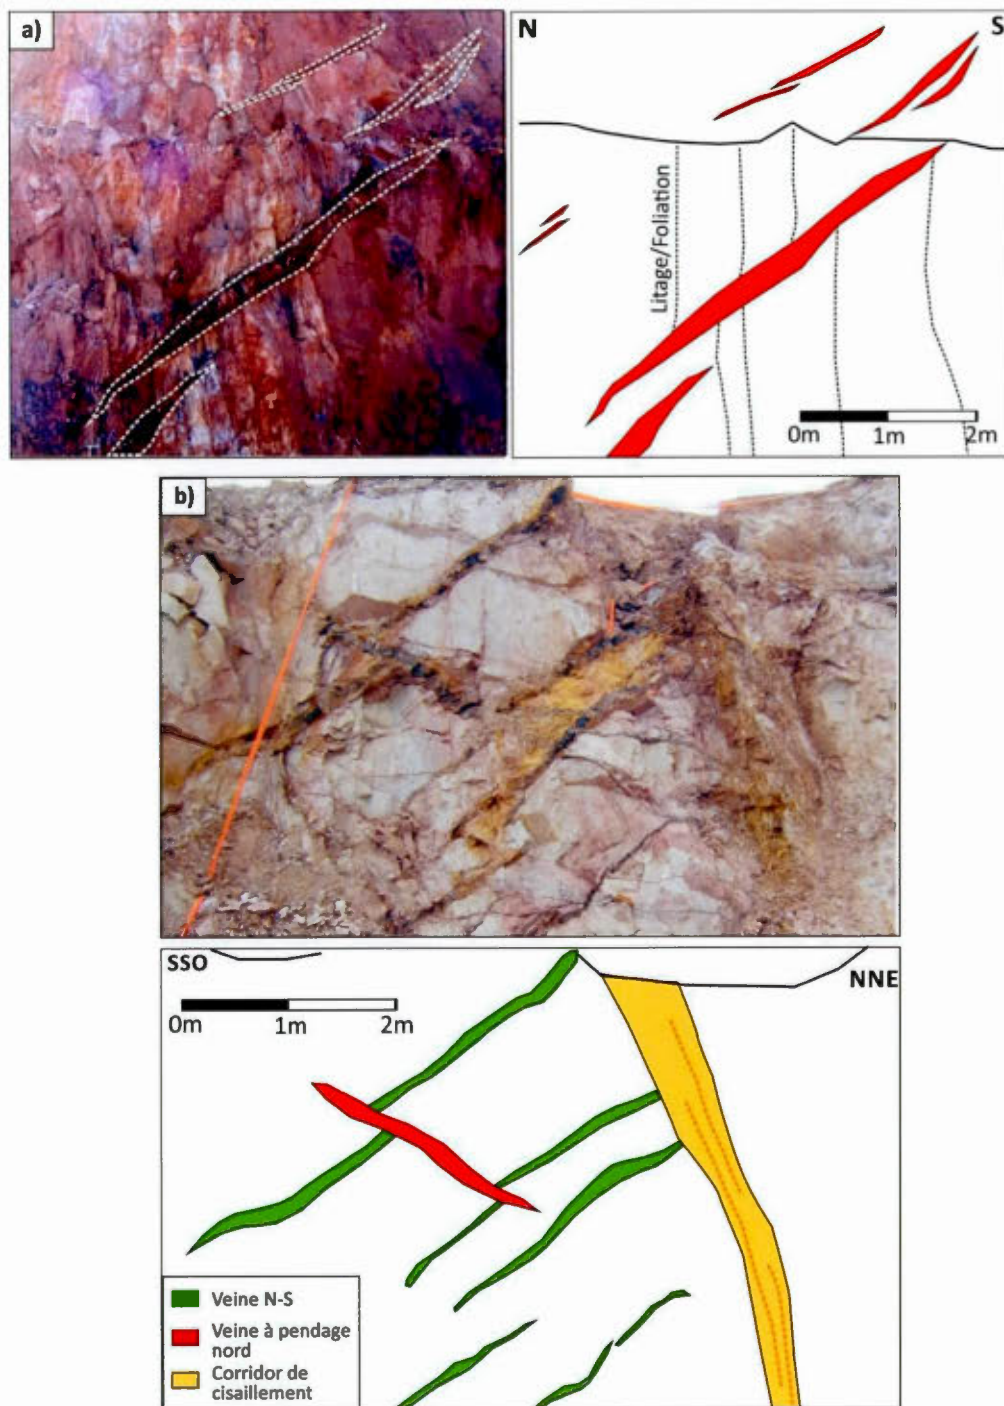 a)
N
S
Litage/Foliation
0m 1m 2m
b)
SSO
NNE
0m 1m 2m
Veine N-S
Veine à pendage
nord
Corridor de
cisaillement